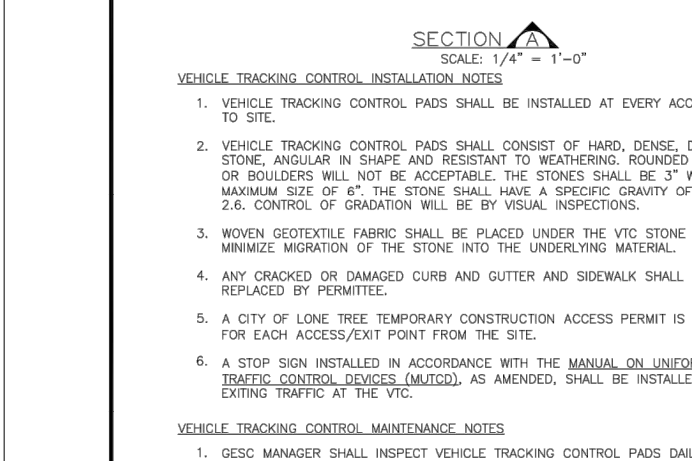 SECTION A
SCALE: 1/4" = 1'-0"
VEHICLE TRACKING CONTROL INSTALLATION NOTES
1. VEHICLE TRACKING CONTROL PADS SHALL BE INSTALLED AT EVERY
TO SITE.
2. VEHICLE TRACKING CONTROL PADS SHALL CONSIST OF HARD, DENSE,
STONE, ANGULAR IN SHAPE AND RESISTANT TO WEATHERING. ROUNDED
OR BOULDERS WILL NOT BE ACCEPTABLE. THE STONES SHALL BE 3"
MAXIMUM SIZE OF 6". THE STONE SHALL HAVE A SPECIFIC GRAVITY OF
2.6. CONTROL OF GRADATION WILL BE BY VISUAL INSPECTIONS.
3. WOVEN GEOTEXTILE FABRIC SHALL BE PLACED UNDER THE VTC STONE
MINIMIZE MIGRATION OF THE STONE INTO THE UNDERLYING MATERIAL.
4. ANY CRACKED OR DAMAGED CURB AND GUTTER AND SIDEWALK SHALL
REPLACED BY PERMITTEE.
5. A CITY OF LONE TREE TEMPORARY CONSTRUCTION ACCESS PERMIT IS
FOR EACH ACCESS/EXIT POINT FROM THE SITE.
6. A STOP SIGN INSTALLED IN ACCORDANCE WITH THE MANUAL ON
TRAFFIC CONTROL DEVICES (MUTCD), AS AMENDED, SHALL BE
EXITING TRAFFIC AT THE VTC.
VEHICLE TRACKING CONTROL MAINTENANCE NOTES
1. GESC MANAGER SHALL INSPECT VEHICLE TRACKING CONTROL PADS